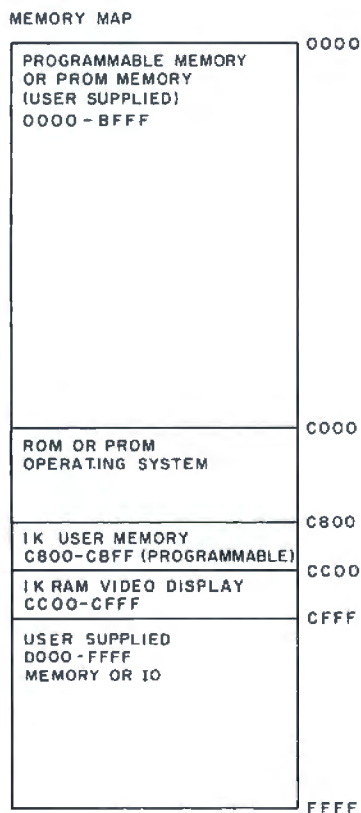 MEMORY MAP
0000
PROGRAMMABLE MEMORY
OR PROM MEMORY
(USER SUPPLIED)
0000-BFFF
C000
ROM OR PROM
OPERATING SYSTEM
C800
1K USER MEMORY
C800-CBFF (PROGRAMMABLE)
CC00
1K RAM VIDEO DISPLAY
CC00-CFFF
CFFF
USER SUPPLIED
D000-FFFF
MEMORY OR IO
FFFF